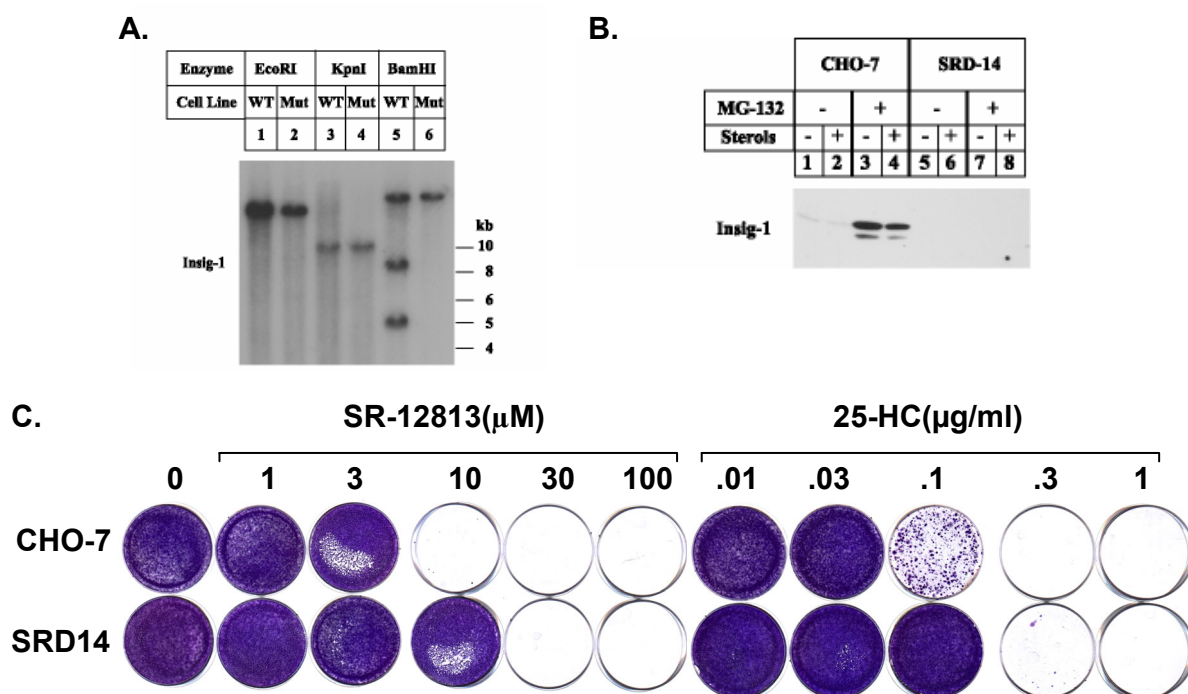 A.
Enzyme EcoRI KpnI BamHI
Cell Line WT Mut WT Mut WT Mut
1 2 3 4 5 6
kb
10
Insig-1
8
6
5
4
B.
CHO-7 SRD-14
MG-132 - + - +
Sterols - + - + - + - +
1 2 3 4 5 6 7 8
Insig-1
C. SR-12813(μM) 25-HC(μg/ml)
0 1 3 10 30 100 .01 .03 .1 .3 1
CHO-7
SRD14